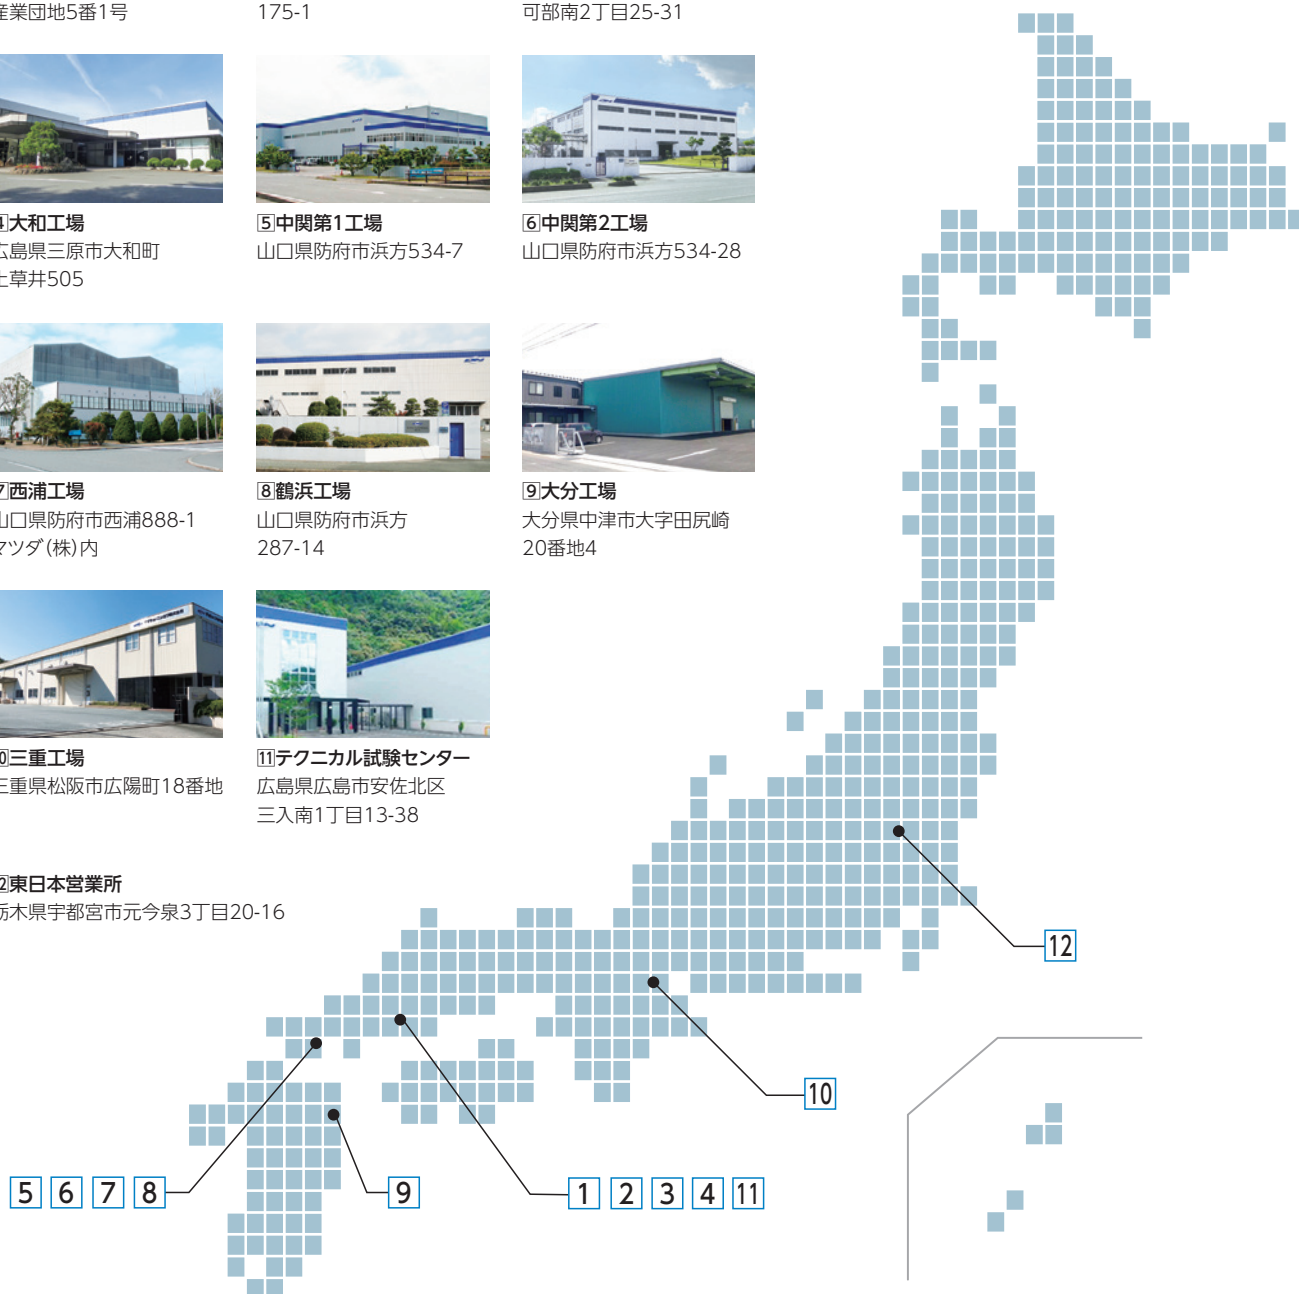 産業団地5番1号
175-1
可部南2丁目25-31
4大和工場
広島県三原市大和町
上草井505
5中関第1工場
山口県防府市浜方534-7
6中関第2工場
山口県防府市浜方534-28
7西浦工場
山口県防府市西浦888-1
マツダ(株)内
8鶴浜工場
山口県防府市浜方
287-14
9大分工場
大分県中津市大字田尻崎
20番地4
10三重工場
三重県松阪市広陽町18番地
11テクニカル試験センター
広島県広島市安佐北区
三入南1丁目13-38
12東日本営業所
栃木県宇都宮市元今泉3丁目20-16
12
10
5 6 7 8
9
1 2 3 4 11